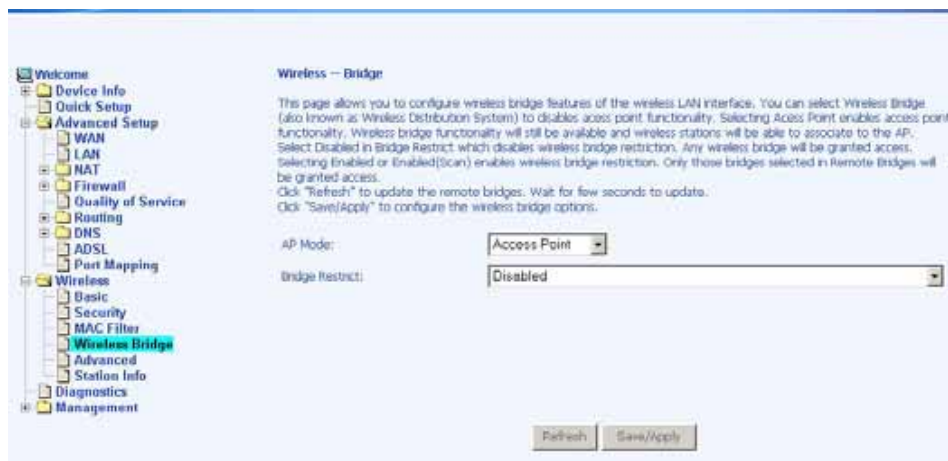 Welcome
Device Info
Quick Setup
Advanced Setup
WAN
LAN
NAT
Firewall
Quality of Service
Routing
DNS
ADSL
Port Mapping
Wireless
Basic
Security
MAC Filter
Wireless Bridge
Advanced
Station Info
Diagnostics
Management
Wireless -- Bridge
This page allows you to configure wireless bridge features of the wireless LAN interface. You can select Wireless Bridge
(also known as Wireless Distribution System) to disables acess point functionality. Selecting Acess Point enables access point
functionality. Wireless bridge functionality will still be available and wireless stations will be able to associate to the AP.
Select Disabled in Bridge Restrict which disables wireless bridge restriction. Any wireless bridge will be granted access.
Selecting Enabled or Enabled(Scan) enables wireless bridge restriction. Only those bridges selected in Remote Bridges will
be granted access.
Click "Refresh" to update the remote bridges. Wait for few seconds to update.
Click "Save/Apply" to configure the wireless bridge options.
AP Mode: Access Point
Bridge Restrict: Disabled
Refresh Save/Apply